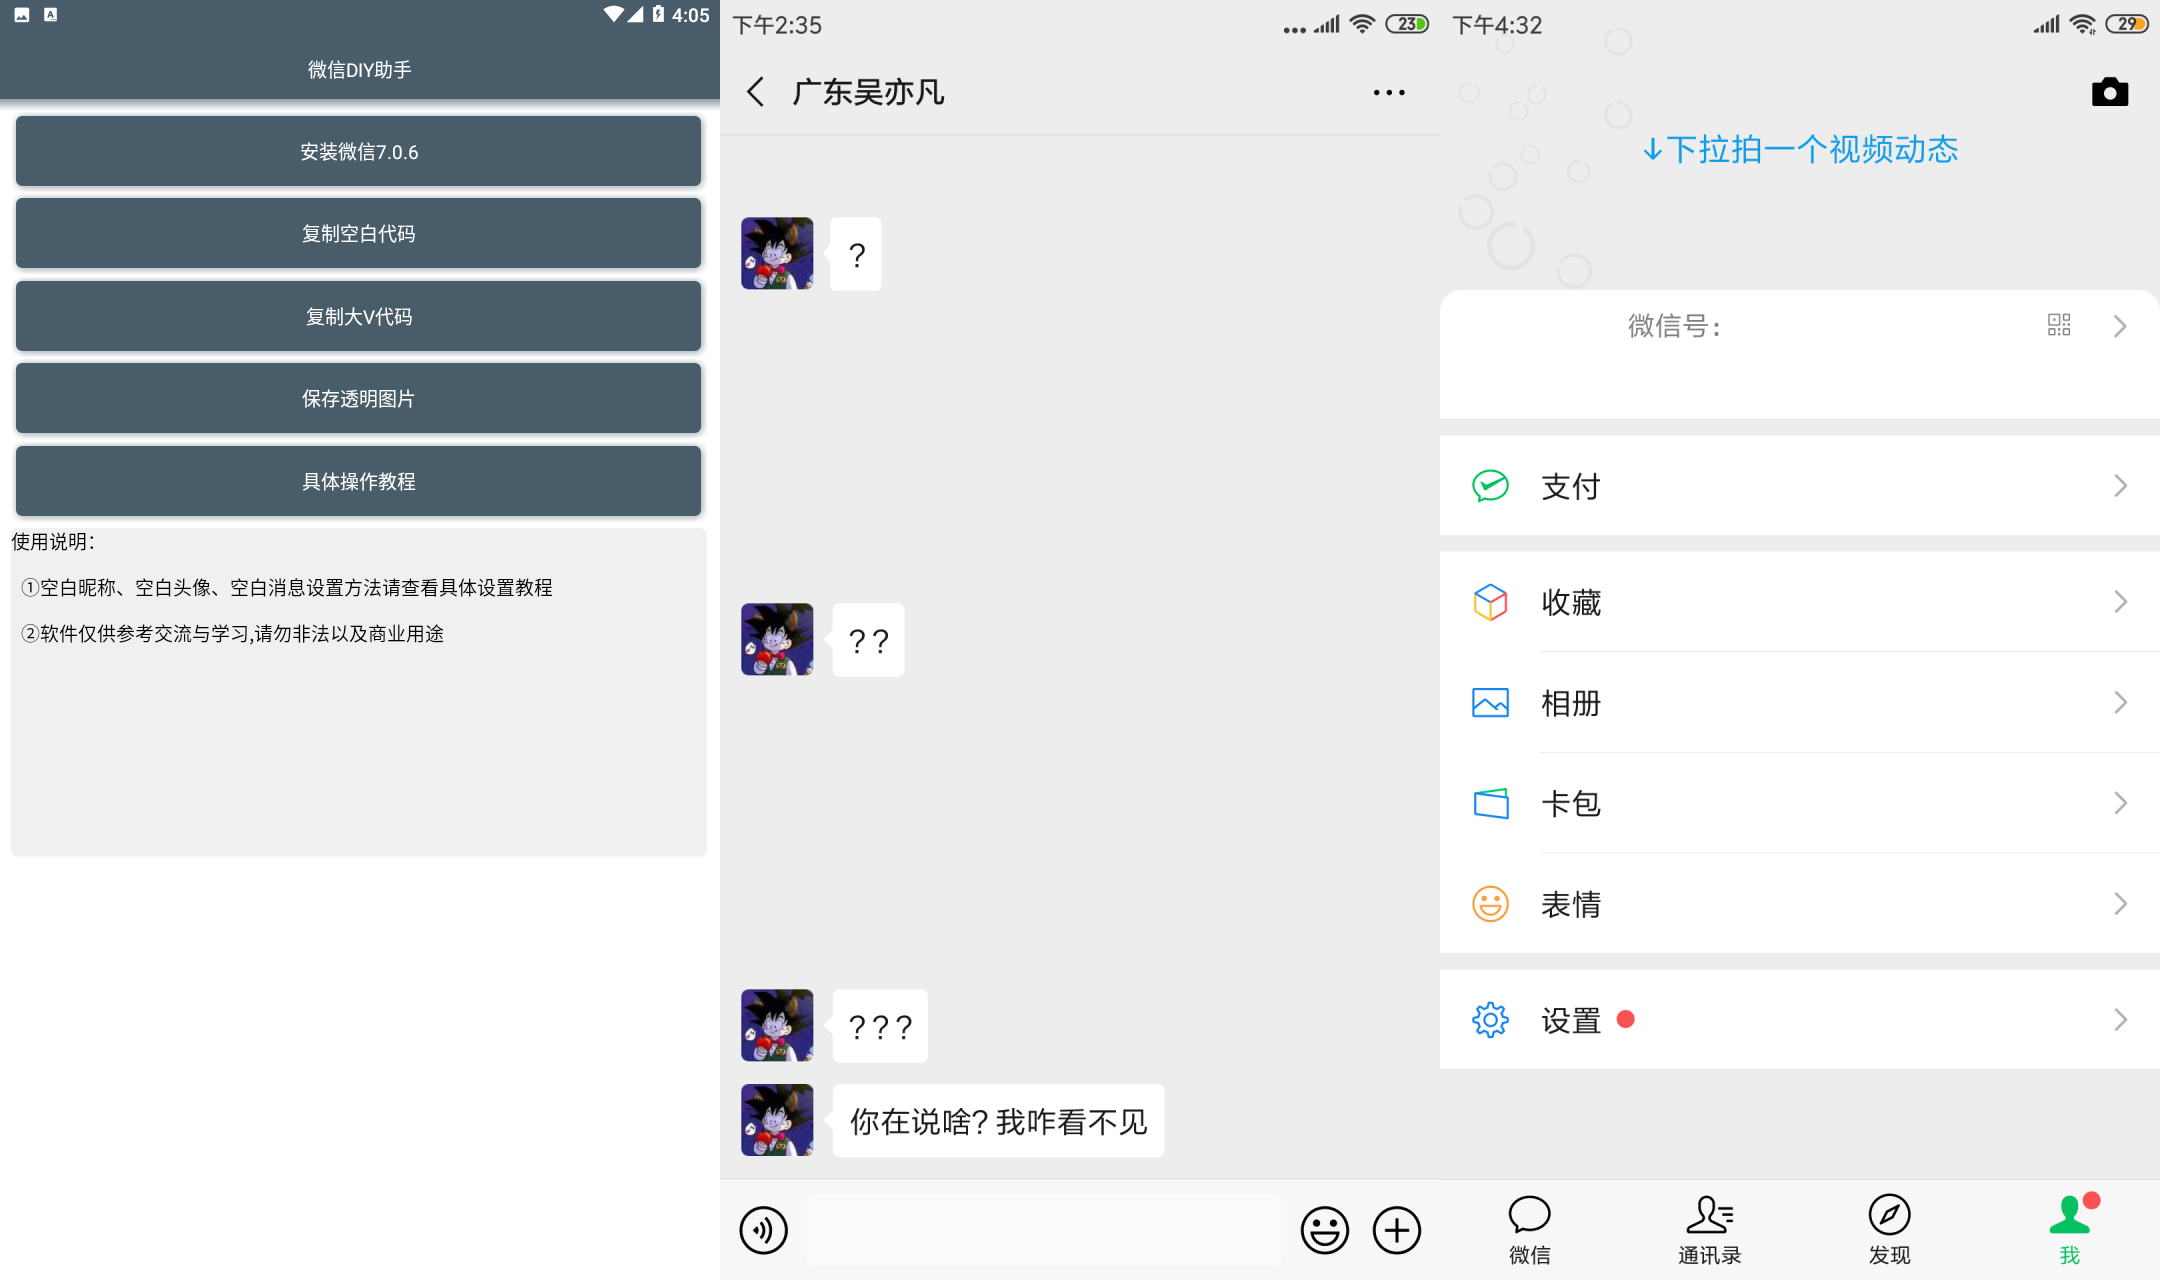 4:05
微信DIY助手
安装微信7.0.6
复制空白代码
复制大V代码
保存透明图片
具体操作教程
使用说明：
①空白昵称、空白头像、空白消息设置方法请查看具体设置教程
②软件仅供参考交流与学习,请勿非法以及商业用途
下午2:35
23
广东吴亦凡
?
??
???
你在说啥? 我咋看不见
下午4:32
29
↓下拉拍一个视频动态
微信号：
支付
收藏
相册
卡包
表情
设置
微信
通讯录
发现
我